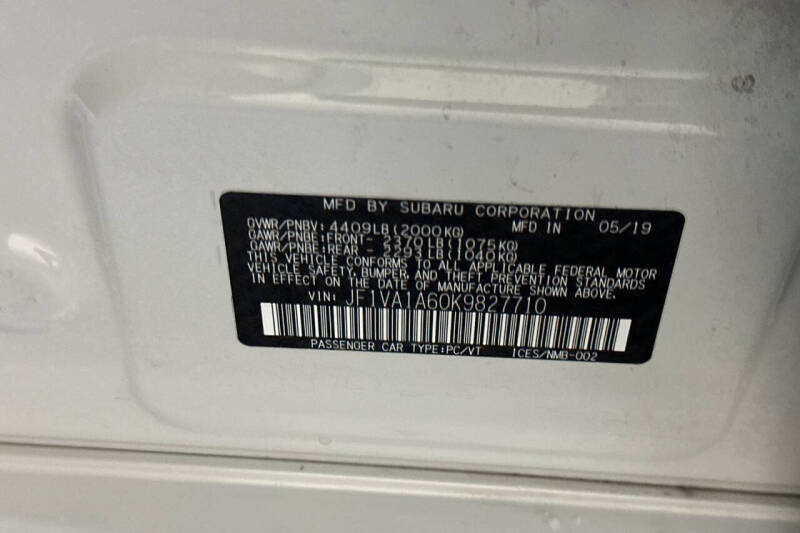 MFD BY SUBARU CORPORATION
GVWR/PNBV: 4409LB(2000KG) MFD IN 05/19
GAWR/PNBE:FRONT- 2370LB(1075KG)
GAWR/PNBE:REAR - 2293LB(1040KG)
THIS VEHICLE CONFORMS TO ALL APPLICABLE FEDERAL MOTOR
VEHICLE SAFETY, BUMPER, AND THEFT PREVENTION STANDARDS
IN EFFECT ON THE DATE OF MANUFACTURE SHOWN ABOVE.
VIN: JF1VA1A60K9827710
PASSENGER CAR TYPE:PC/VT ICES/NMB-002